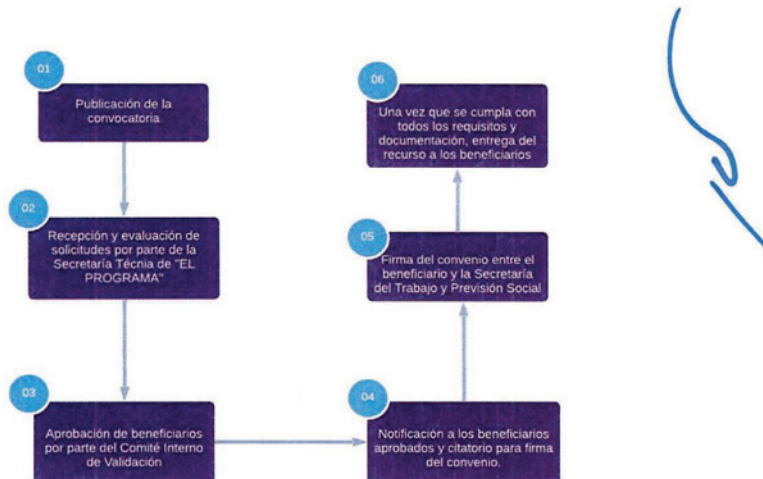 01
Publicación de la
convocatoria
02
Recepción y evaluación de
solicitudes por parte de la
Secretaría Técnia de "EL
PROGRAMA"
03
Aprobación de beneficiarios
por parte del Comité Interno
de Validación
04
Notificación a los beneficiarios
aprobados y citatorio para firma
del convenio.
05
Firma del convenio entre el
beneficiario y la Secretaría
del Trabajo y Previsión Social
06
Una vez que se cumpla con
todos los requisitos y
documentación, entrega del
recurso a los beneficiarios